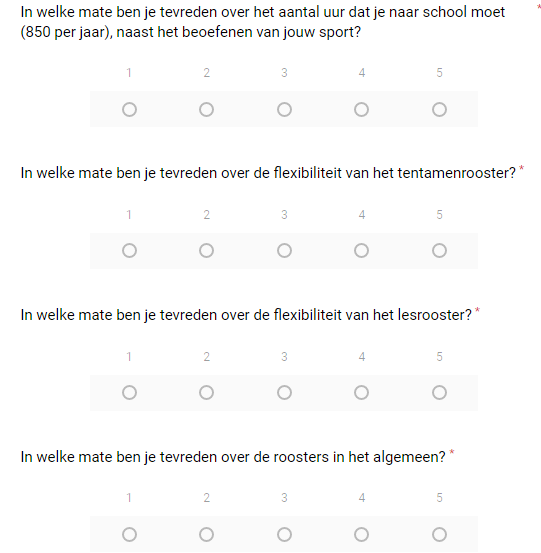 In welke mate ben je tevreden over het aantal uur dat je naar school moet *
(850 per jaar), naast het beoefenen van jouw sport?
1 2 3 4 5
In welke mate ben je tevreden over de flexibiliteit van het tentamenrooster? *
1 2 3 4 5
In welke mate ben je tevreden over de flexibiliteit van het lesrooster? *
1 2 3 4 5
In welke mate ben je tevreden over de roosters in het algemeen? *
1 2 3 4 5